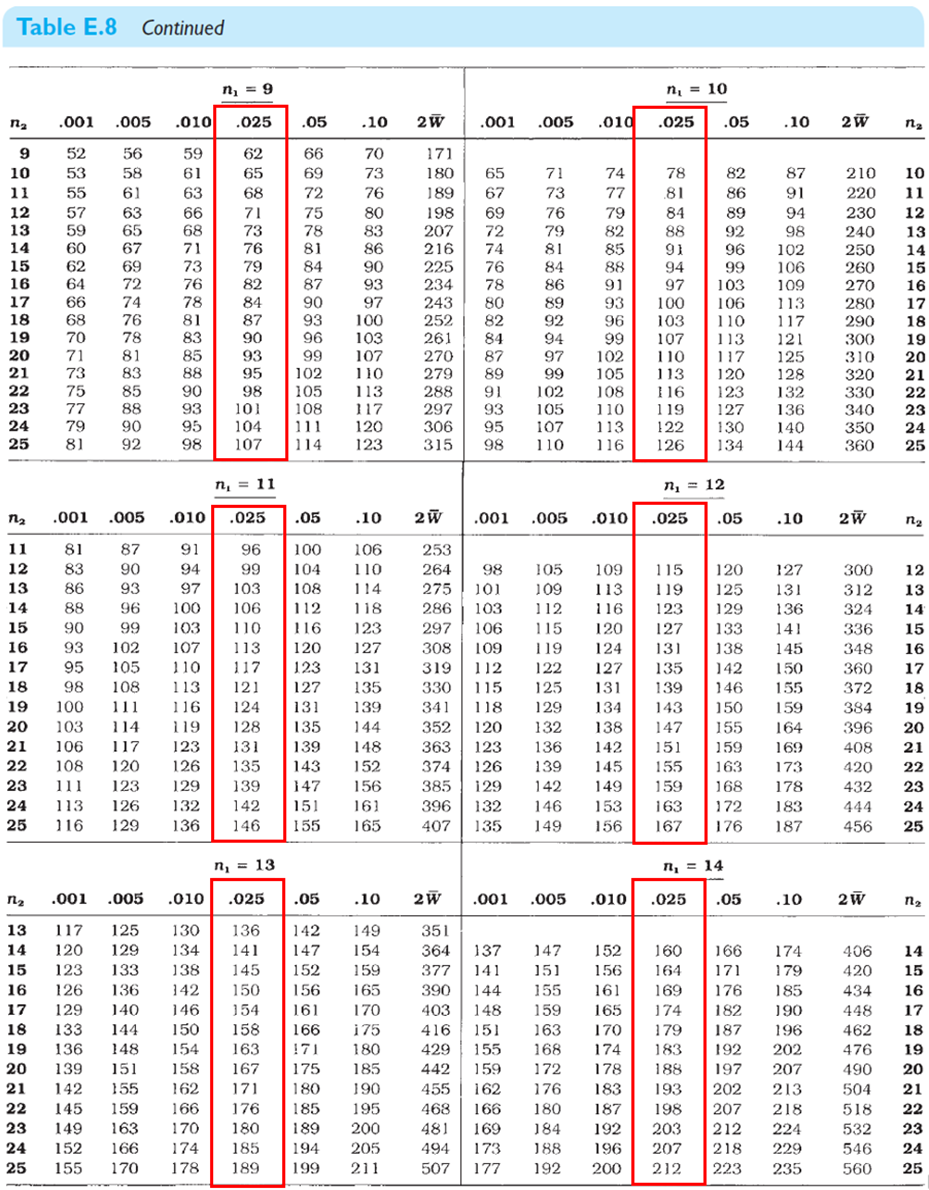 Table E.8 Continued
n₁ = 9 n₁ = 10
n₂ .001 .005 .010 .025 .05 .10 2W̅ .001 .005 .010 .025 .05 .10 2W̅ n₂
9 52 56 59 62 66 70 171
10 53 58 61 65 69 73 180 65 71 74 78 82 87 210 10
11 55 61 63 68 72 76 189 67 73 77 81 86 91 220 11
12 57 63 66 71 75 80 198 69 76 79 84 89 94 230 12
13 59 65 68 73 78 83 207 72 79 82 88 92 98 240 13
14 60 67 71 76 81 86 216 74 81 85 91 96 102 250 14
15 62 69 73 79 84 90 225 76 84 88 94 99 106 260 15
16 64 72 76 82 87 93 234 78 86 91 97 103 109 270 16
17 66 74 78 84 90 97 243 80 89 93 100 106 113 280 17
18 68 76 81 87 93 100 252 82 92 96 103 110 117 290 18
19 70 78 83 90 96 103 261 84 94 99 107 113 121 300 19
20 71 81 85 93 99 107 270 87 97 102 110 117 125 310 20
21 73 83 88 95 102 110 279 89 99 105 113 120 128 320 21
22 75 85 90 98 105 113 288 91 102 108 116 123 132 330 22
23 77 88 93 101 108 117 297 93 105 110 119 127 136 340 23
24 79 90 95 104 111 120 306 95 107 113 122 130 140 350 24
25 81 92 98 107 114 123 315 98 110 116 126 134 144 360 25
n₁ = 11 n₁ = 12
n₂ .001 .005 .010 .025 .05 .10 2W̅ .001 .005 .010 .025 .05 .10 2W̅ n₂
11 81 87 91 96 100 106 253
12 83 90 94 99 104 110 264 98 105 109 115 120 127 300 12
13 86 93 97 103 108 114 275 101 109 113 119 125 131 312 13
14 88 96 100 106 112 118 286 103 112 116 123 129 136 324 14
15 90 99 103 110 116 123 297 106 115 120 127 133 141 336 15
16 93 102 107 113 120 127 308 109 119 124 131 138 145 348 16
17 95 105 110 117 123 131 319 112 122 127 135 142 150 360 17
18 98 108 113 121 127 135 330 115 125 131 139 146 155 372 18
19 100 111 116 124 131 139 341 118 129 134 143 150 159 384 19
20 103 114 119 128 135 144 352 120 132 138 147 155 164 396 20
21 106 117 123 131 139 148 363 123 136 142 151 159 169 408 21
22 108 120 126 135 143 152 374 126 139 145 155 163 173 420 22
23 111 123 129 139 147 156 385 129 142 149 159 168 178 432 23
24 113 126 132 142 151 161 396 132 146 153 163 172 183 444 24
25 116 129 136 146 155 165 407 135 149 156 167 176 187 456 25
n₁ = 13 n₁ = 14
n₂ .001 .005 .010 .025 .05 .10 2W̅ .001 .005 .010 .025 .05 .10 2W̅ n₂
13 117 125 130 136 142 149 351
14 120 129 134 141 147 154 364 137 147 152 160 166 174 406 14
15 123 133 138 145 152 159 377 141 151 156 164 171 179 420 15
16 126 136 142 150 156 165 390 144 155 161 169 176 185 434 16
17 129 140 146 154 161 170 403 148 159 165 174 182 190 448 17
18 133 144 150 158 166 175 416 151 163 170 179 187 196 462 18
19 136 148 154 163 171 180 429 155 168 174 183 192 202 476 19
20 139 151 158 167 175 185 442 159 172 178 188 197 207 490 20
21 142 155 162 171 180 190 455 162 176 183 193 202 213 504 21
22 145 159 166 176 185 195 468 166 180 187 198 207 218 518 22
23 149 163 170 180 189 200 481 169 184 192 203 212 224 532 23
24 152 166 174 185 194 205 494 173 188 196 207 218 229 546 24
25 155 170 178 189 199 211 507 177 192 200 212 223 235 560 25